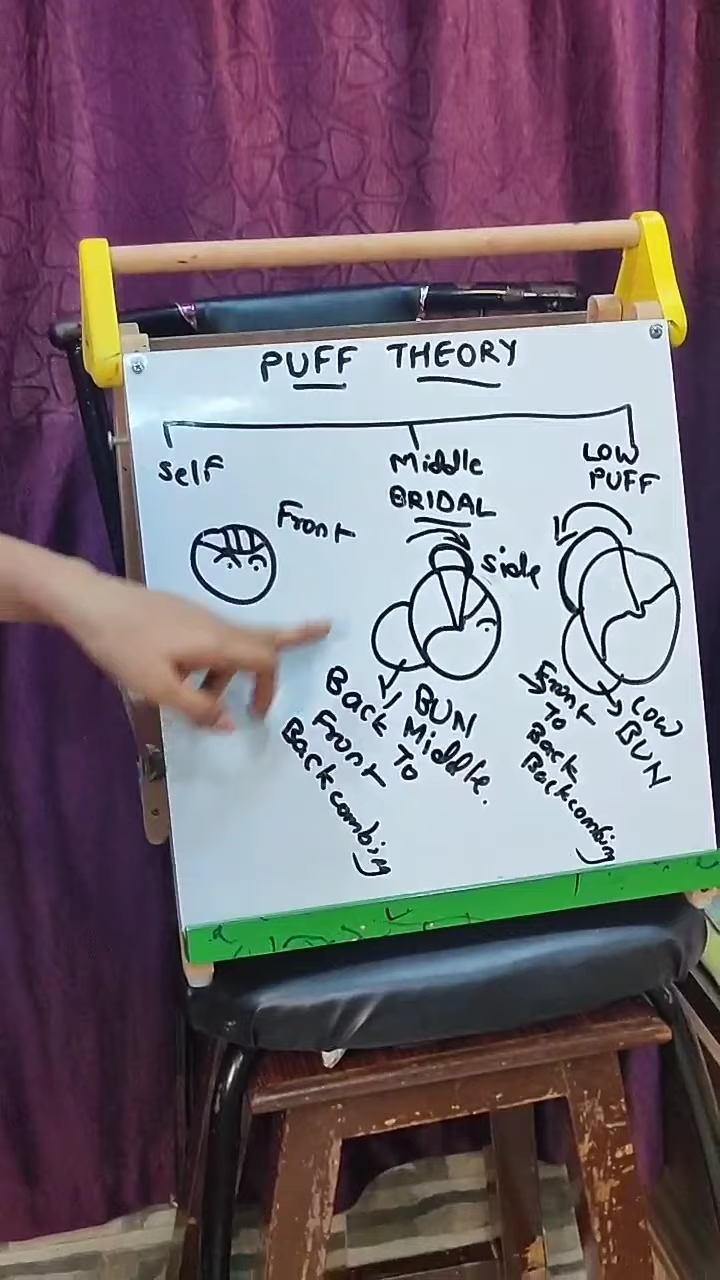 PUFF THEORY
Self
Front
Middle
BRIDAL
Side
BUN
Middle.
Back
To
Front
Backcombing
LOW
PUFF
Front
To
Back
Backcombing
LOW
BUN